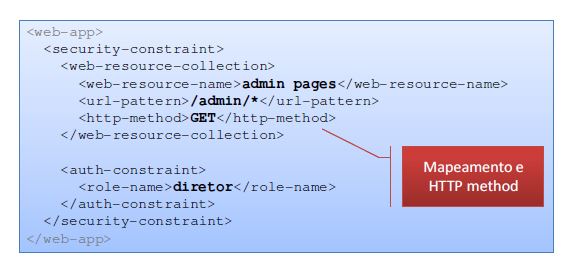 <web-app>
<security-constraint>
<web-resource-collection>
<web-resource-name>admin pages</web-resource-name>
<url-pattern>/admin/*</url-pattern>
<http-method>GET</http-method>
</web-resource-collection>
<auth-constraint>
<role-name>diretor</role-name>
</auth-constraint>
</security-constraint>
</web-app>
Mapeamento e
HTTP method